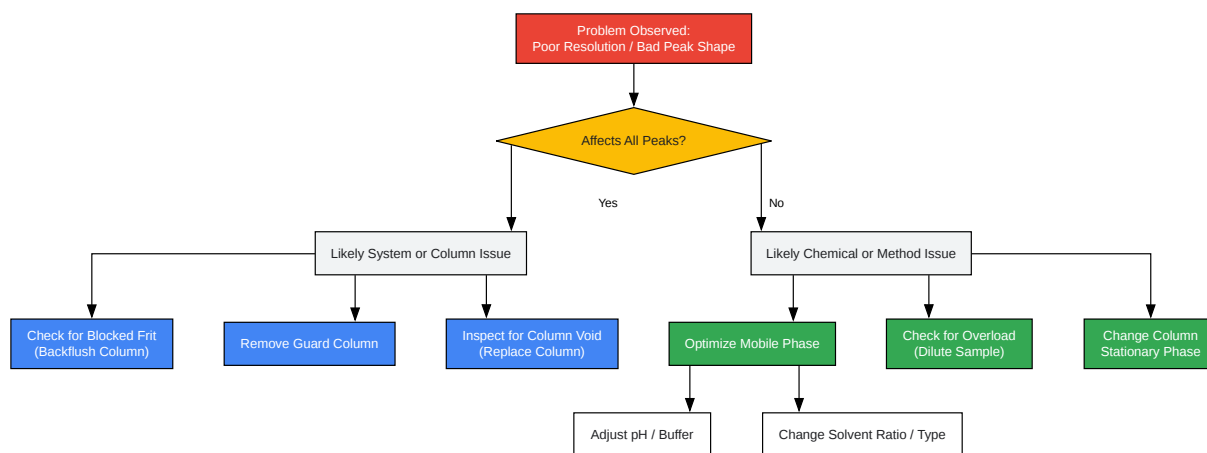 Problem Observed:
Poor Resolution / Bad Peak Shape
Affects All Peaks?
Yes
No
Likely System or Column Issue
Likely Chemical or Method Issue
Check for Blocked Frit
(Backflush Column)
Remove Guard Column
Inspect for Column Void
(Replace Column)
Optimize Mobile Phase
Check for Overload
(Dilute Sample)
Change Column
Stationary Phase
Adjust pH / Buffer
Change Solvent Ratio / Type